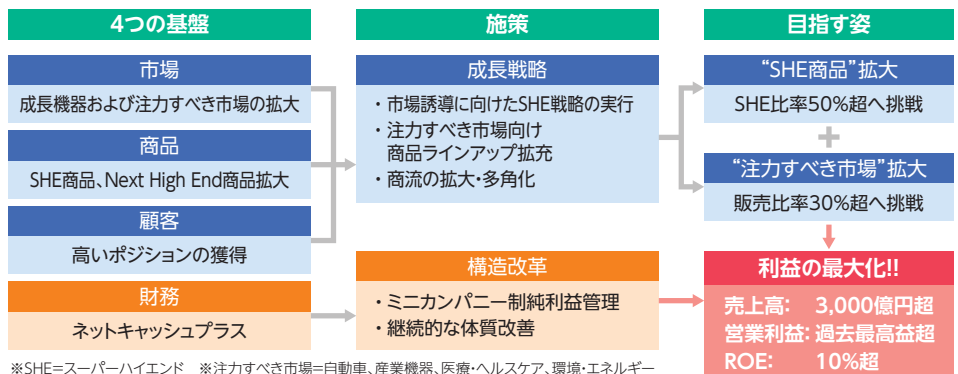 4つの基盤
市場
成長機器および注力すべき市場の拡大
商品
SHE商品、Next High End商品拡大
顧客
高いポジションの獲得
財務
ネットキャッシュプラス
施策
成長戦略
・市場誘導に向けたSHE戦略の実行
・注力すべき市場向け
商品ラインアップ拡充
・商流の拡大・多角化
構造改革
・ミニカンパニー制純利益管理
・継続的な体質改善
目指す姿
“SHE商品”拡大
SHE比率50%超へ挑戦
+
“注力すべき市場”拡大
販売比率30%超へ挑戦
利益の最大化!!
売上高: 3,000億円超
営業利益: 過去最高益超
ROE: 10%超
※SHE=スーパーハイエンド ※注力すべき市場=自動車、産業機器、医療・ヘルスケア、環境・エネルギー